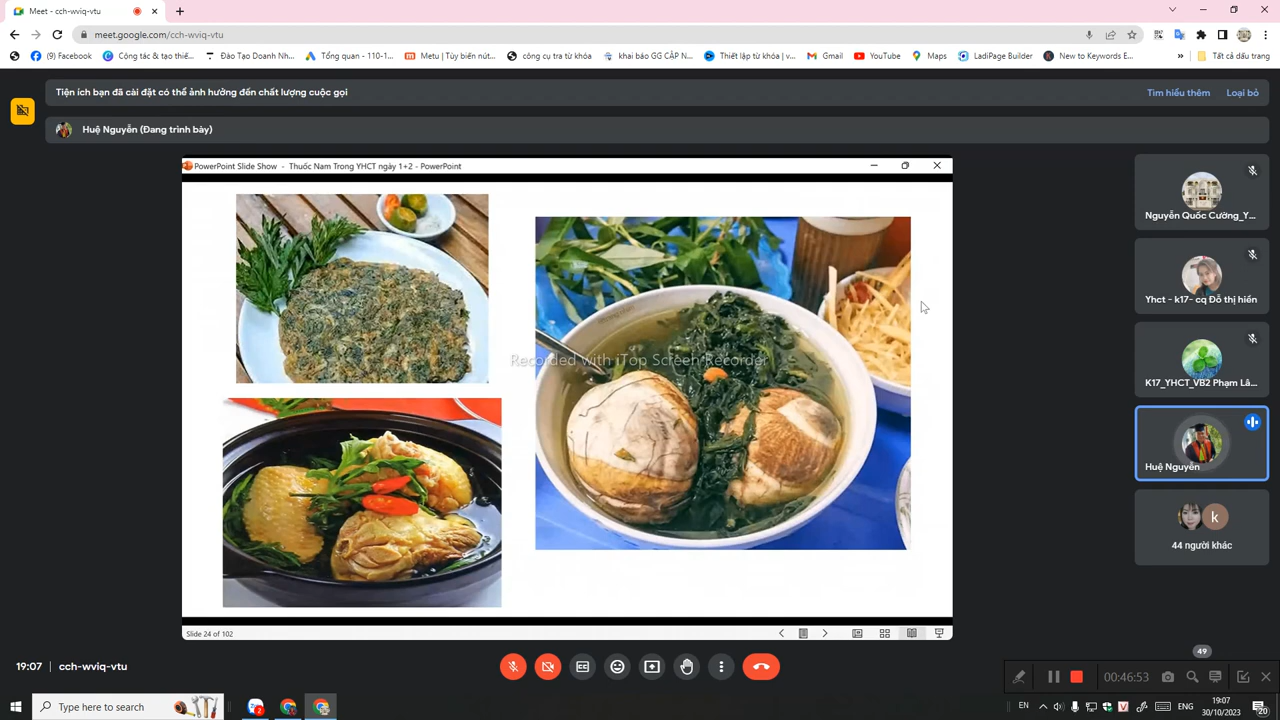 Meet - cch-wviq-vtu
meet.google.com/cch-wviq-vtu
(3) Facebook
Công cụ & tạo thiế...
Đào Tạo Doanh Nh...
Tổng quan - 110-1...
Metu | Tùy biến nút...
công cụ tra từ khóa
khai báo GG CẬP N...
Thiết lập từ khóa | v...
Gmail
YouTube
Maps
LadiPage Builder
New to Keywords E...
»
Tất cả dấu trang
Tiện ích bạn đã cài đặt có thể ảnh hưởng đến chất lượng cuộc gọi
Tìm hiểu thêm
Loại bỏ
Huệ Nguyễn (Đang trình bày)
PowerPoint Slide Show - Thuốc Nam Trong YHCT ngày 1+2 - PowerPoint
Nguyễn Quốc Cường_Y...
Yhct - k17- cq Đỗ thị hiền
Recorded with iTop Screen Recorder
K17_YHCT_VB2 Phạm Lâ...
Huệ Nguyễn
k
44 người khác
Slide 24 of 102
49
19:07
cch-wviq-vtu
00:46:53
Type here to search
2
EN
ENG
19:07
30/10/2023
20